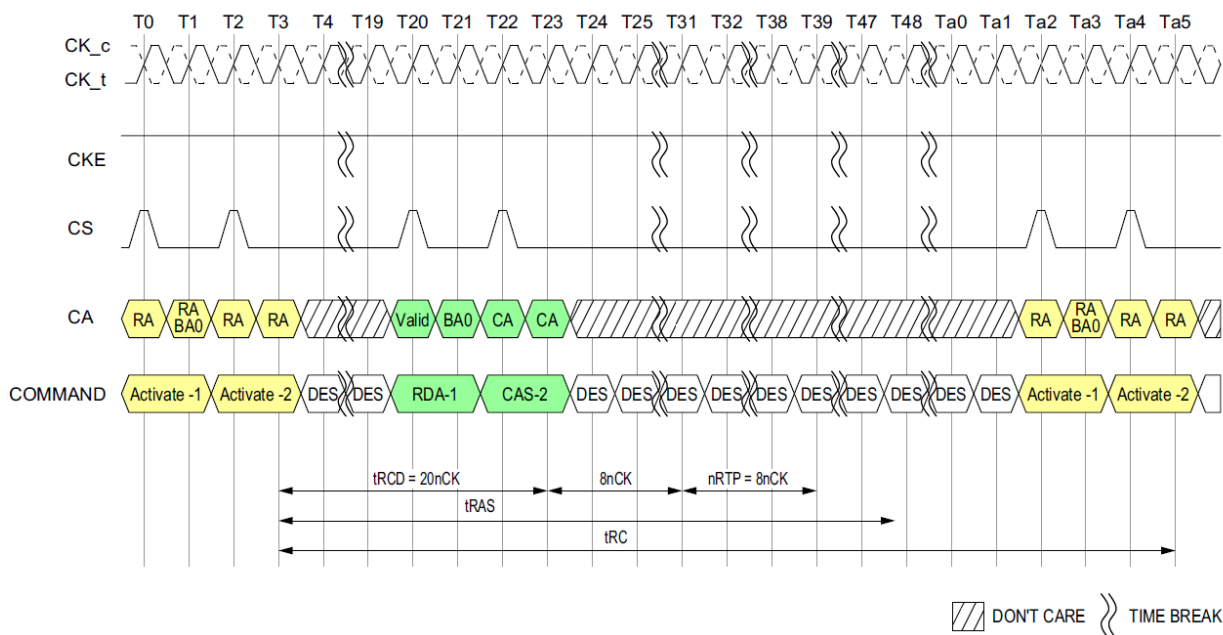 T0 T1 T2 T3 T4 T19 T20 T21 T22 T23 T24 T25 T31 T32 T38 T39 T47 T48 Ta0 Ta1 Ta2 Ta3 Ta4 Ta5
CK_c
CK_t
CKE
CS
CA RA RA BA0 RA RA Valid BA0 CA CA RA RA BA0 RA RA
COMMAND Activate -1 Activate -2 DES DES RDA-1 CAS-2 DES DES DES DES DES DES DES DES DES DES Activate -1 Activate -2
tRCD = 20nCK 8nCK nRTP = 8nCK
tRAS
tRC
DON'T CARE TIME BREAK